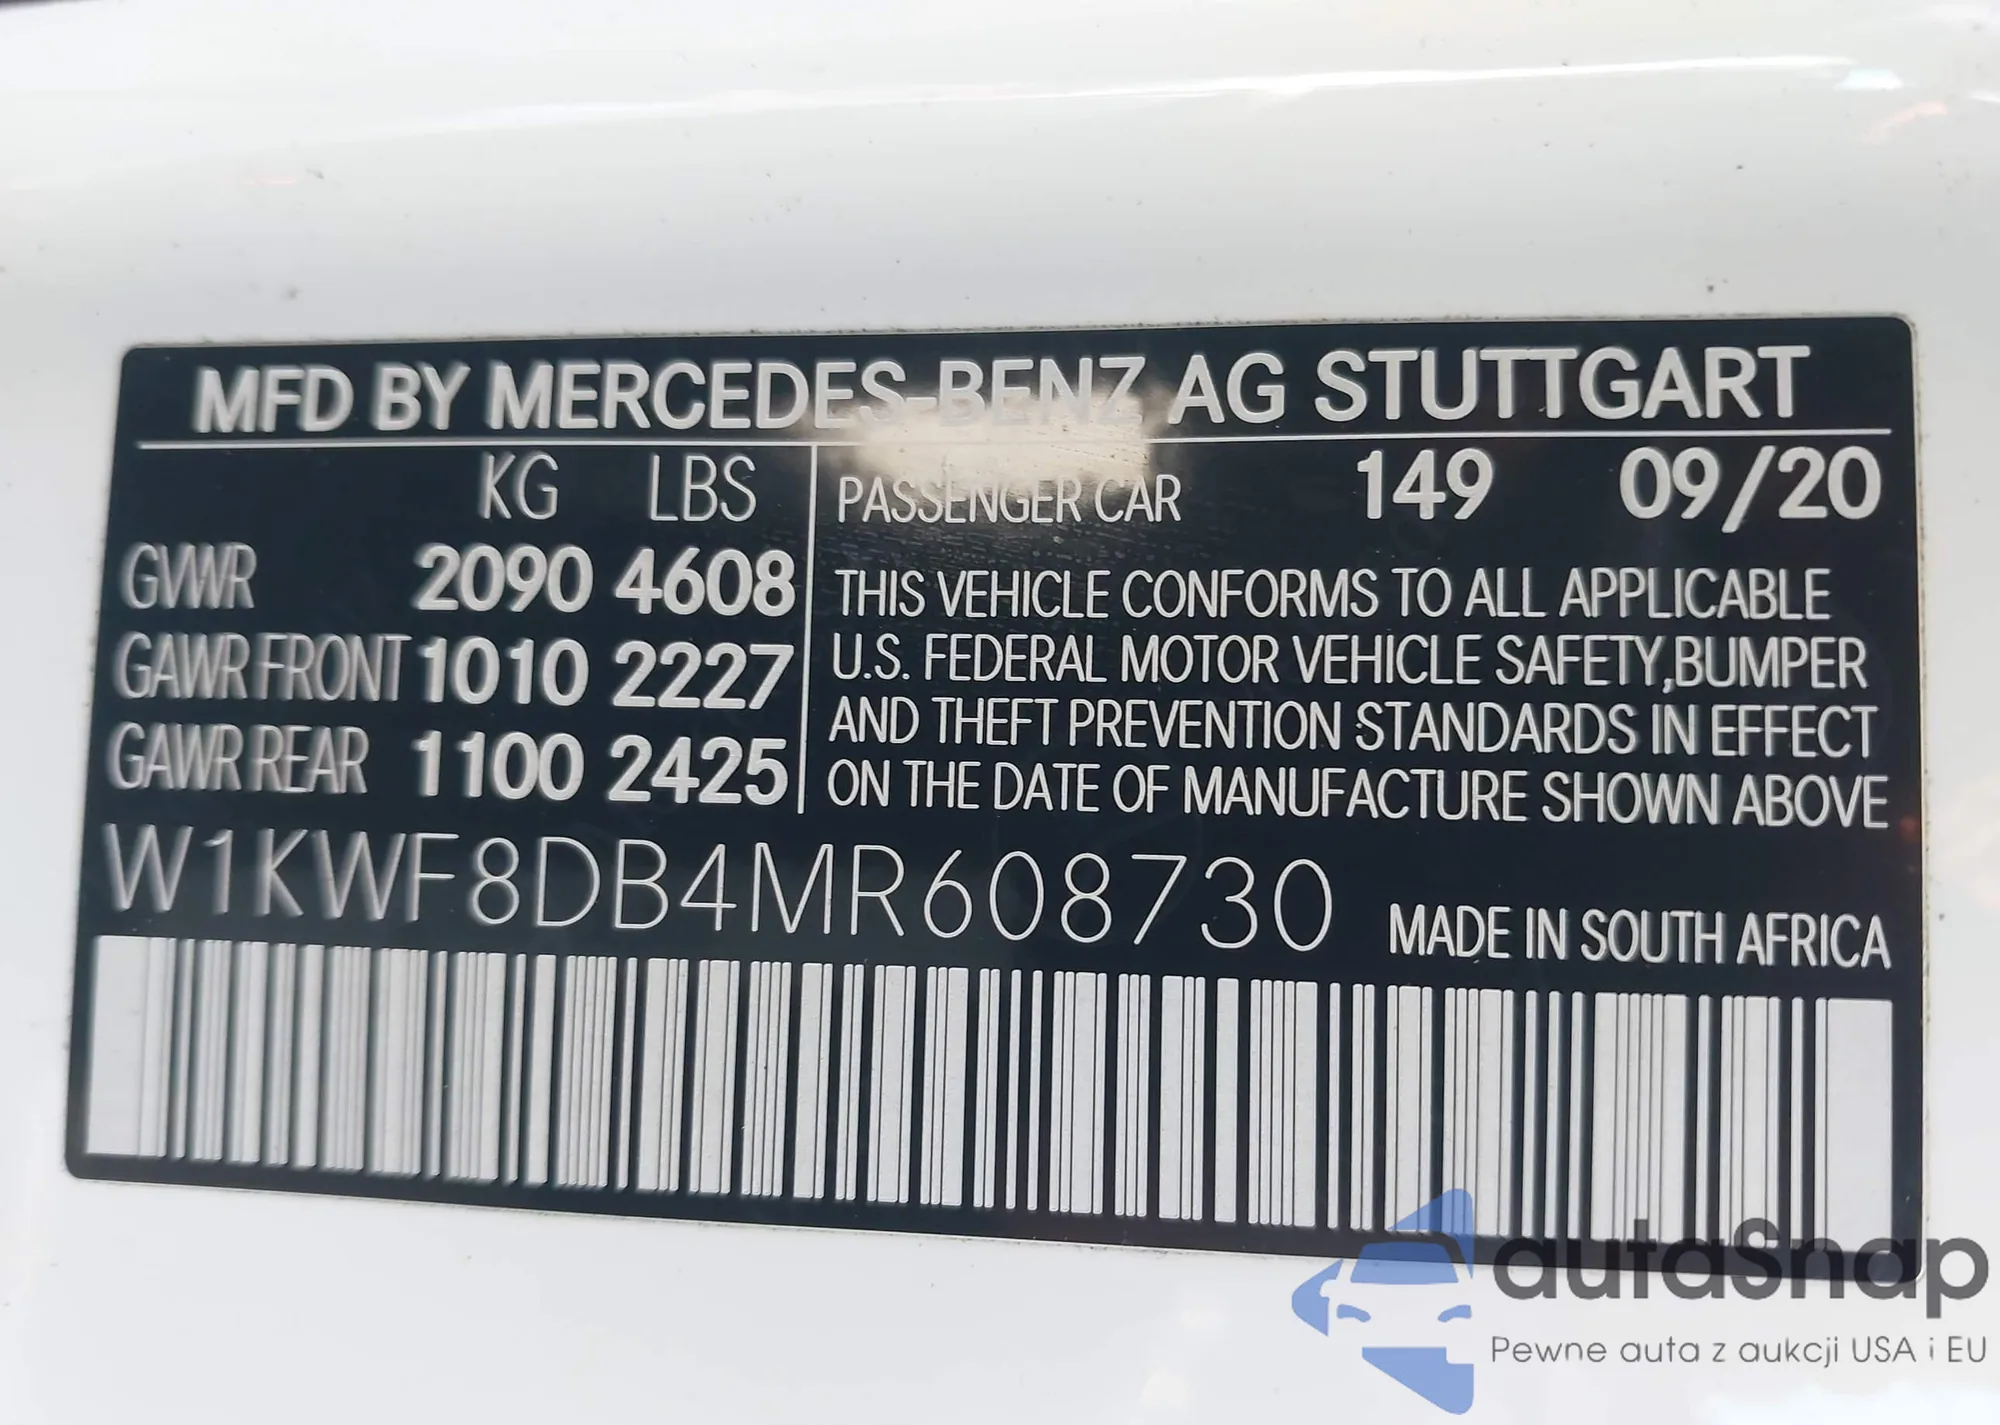 MFD BY MERCEDES-BENZ AG STUTTGART
KG LBS
GVWR 2090 4608
GAWR FRONT 1010 2227
GAWR REAR 1100 2425
PASSENGER CAR 149 09/20
THIS VEHICLE CONFORMS TO ALL APPLICABLE
U.S. FEDERAL MOTOR VEHICLE SAFETY,BUMPER
AND THEFT PREVENTION STANDARDS IN EFFECT
ON THE DATE OF MANUFACTURE SHOWN ABOVE
W1KWF8DB4MR608730
MADE IN SOUTH AFRICA
autaSnap
Pewne auta z aukcji USA i EU